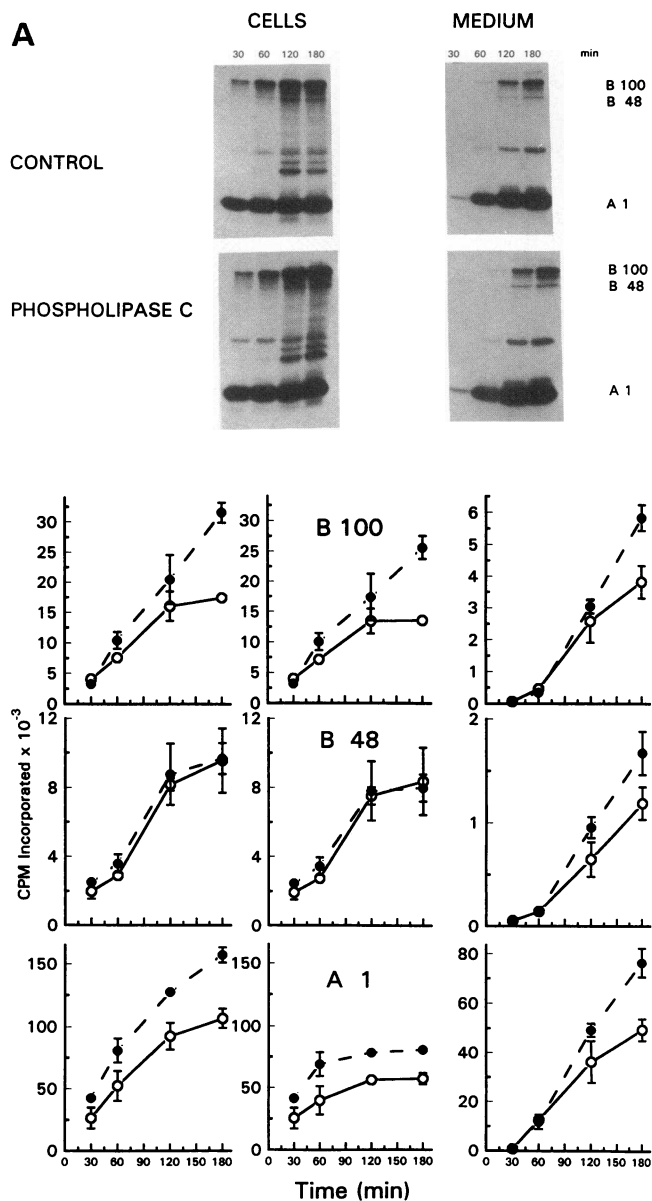 A
CELLS MEDIUM
30 60 120 180 30 60 120 180 min
B 100
B 48
CONTROL
A 1
B 100
B 48
PHOSPHOLIPASE C
A 1
30 30 6
25 B 100 25 5
20 20 4
15 15 3
10 10 2
5 5 1
0 0 0
12 12 2
B 48
8 8
1
4 4
0 0 0
CPM Incorporated x 10-3
150 150 80
A 1
60
100 100
40
50 50
20
0 0 0
0 30 60 90 120 150 180 0 30 60 90 120 150 180 0 30 60 90 120 150 180
Time (min)